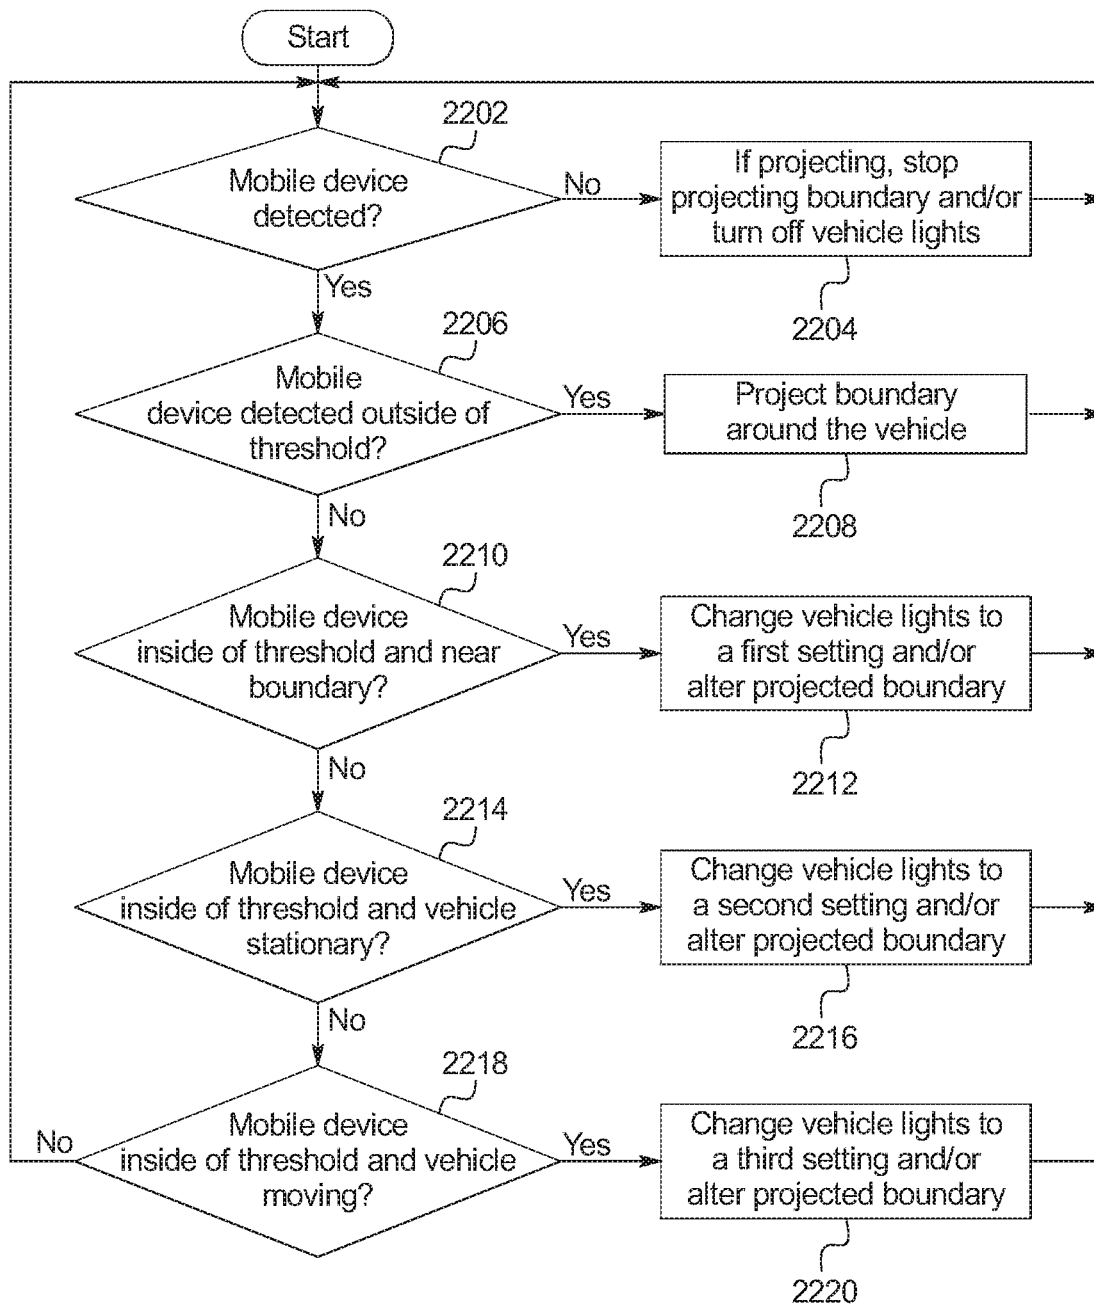 Start
2202
Mobile device
detected?
No
If projecting, stop
projecting boundary and/or
turn off vehicle lights
2204
Yes
2206
Mobile
device detected outside of
threshold?
Yes
Project boundary
around the vehicle
2208
No
2210
Mobile device
inside of threshold and near
boundary?
Yes
Change vehicle lights to
a first setting and/or
alter projected boundary
2212
No
2214
Mobile device
inside of threshold and vehicle
stationary?
Yes
Change vehicle lights to
a second setting and/or
alter projected boundary
2216
No
2218
Mobile device
inside of threshold and vehicle
moving?
No
Yes
Change vehicle lights to
a third setting and/or
alter projected boundary
2220